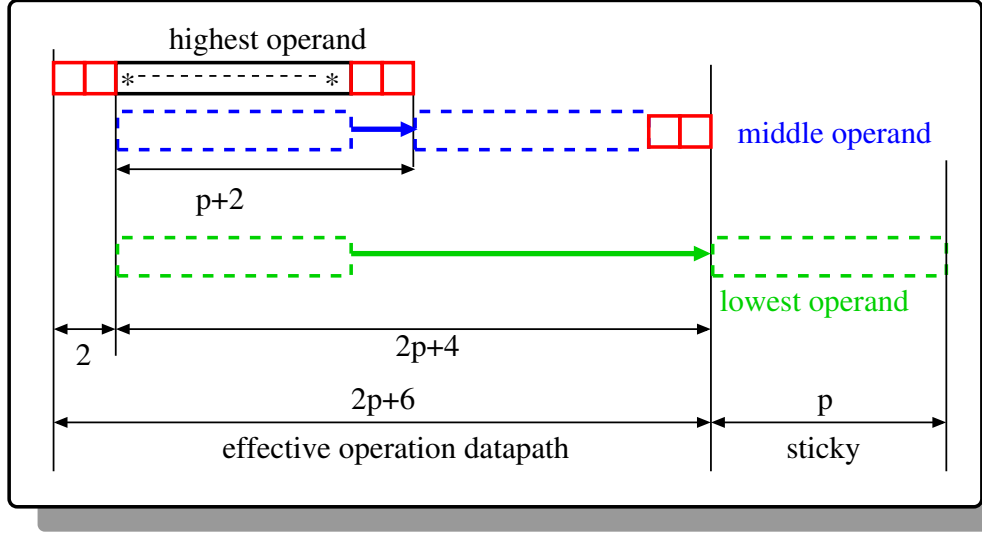 highest operand
* - - - - - - - - - - - - - - - *
middle operand
p+2
lowest operand
2 2p+4
2p+6 p
effective operation datapath sticky